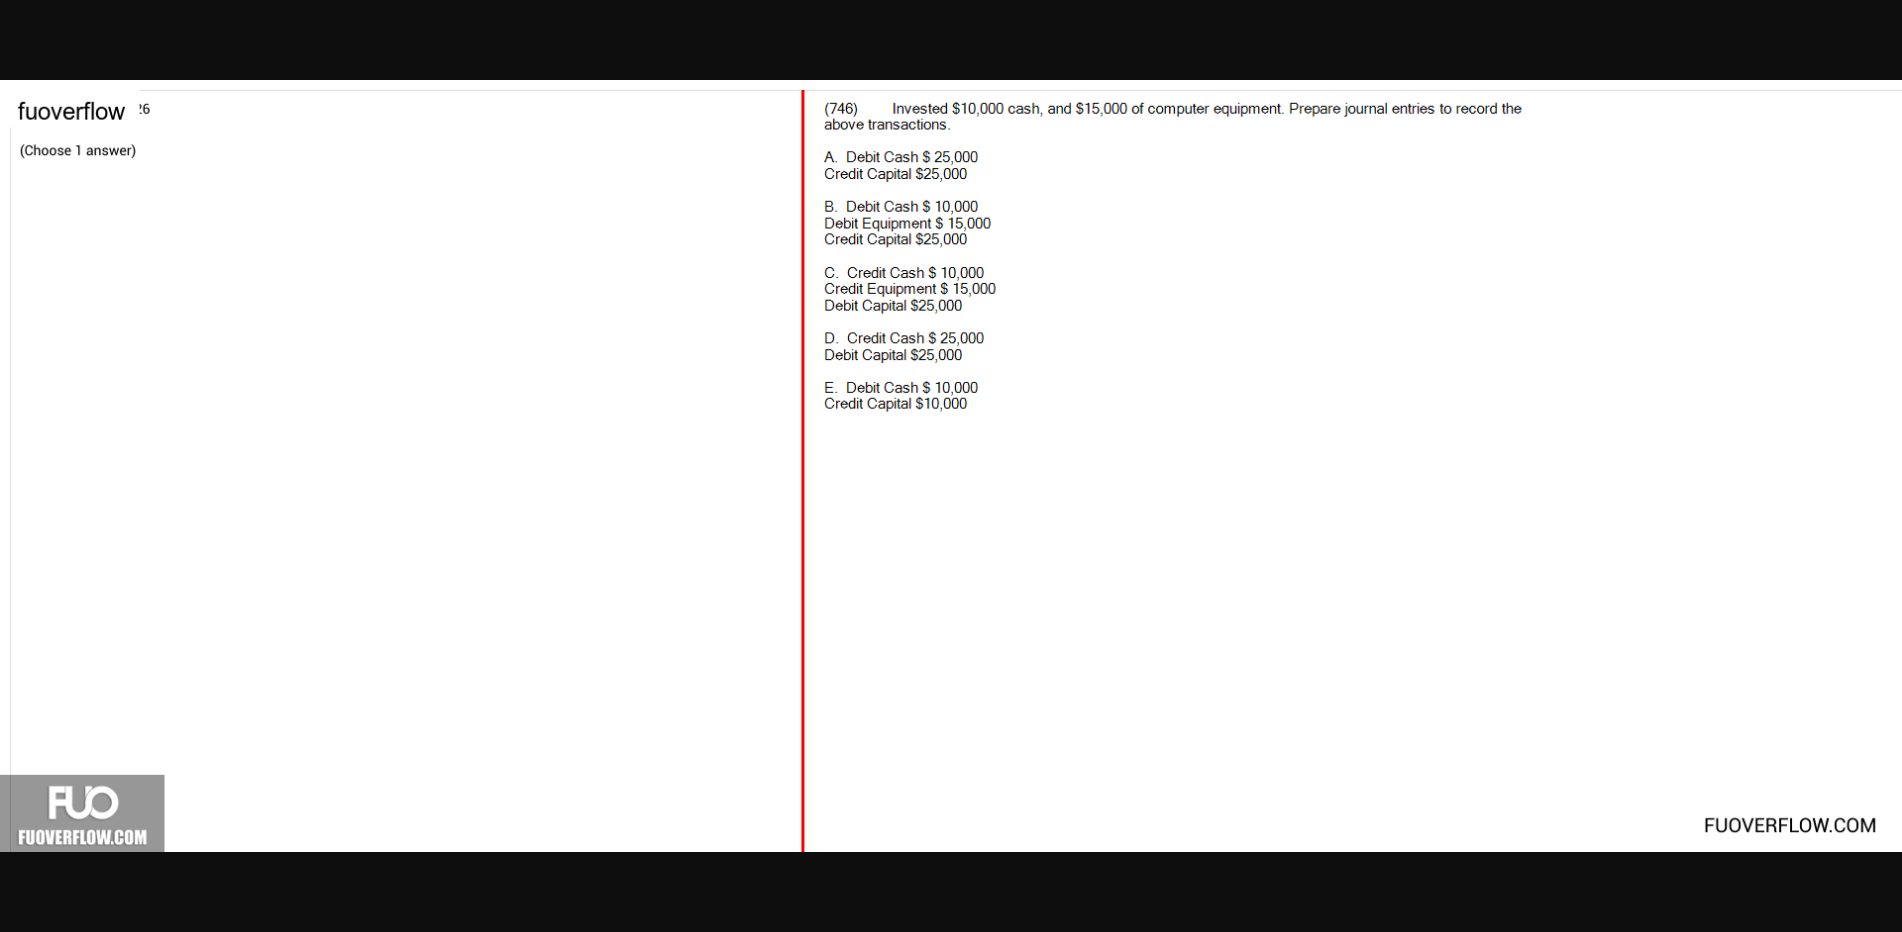 fuoverflow
26
(Choose 1 answer)
(746) Invested $10,000 cash, and $15,000 of computer equipment. Prepare journal entries to record the
above transactions.
A. Debit Cash $ 25,000
Credit Capital $25,000
B. Debit Cash $ 10,000
Debit Equipment $ 15,000
Credit Capital $25,000
C. Credit Cash $ 10,000
Credit Equipment $ 15,000
Debit Capital $25,000
D. Credit Cash $ 25,000
Debit Capital $25,000
E. Debit Cash $ 10,000
Credit Capital $10,000
FUO
FUOVERFLOW.COM
FUOVERFLOW.COM